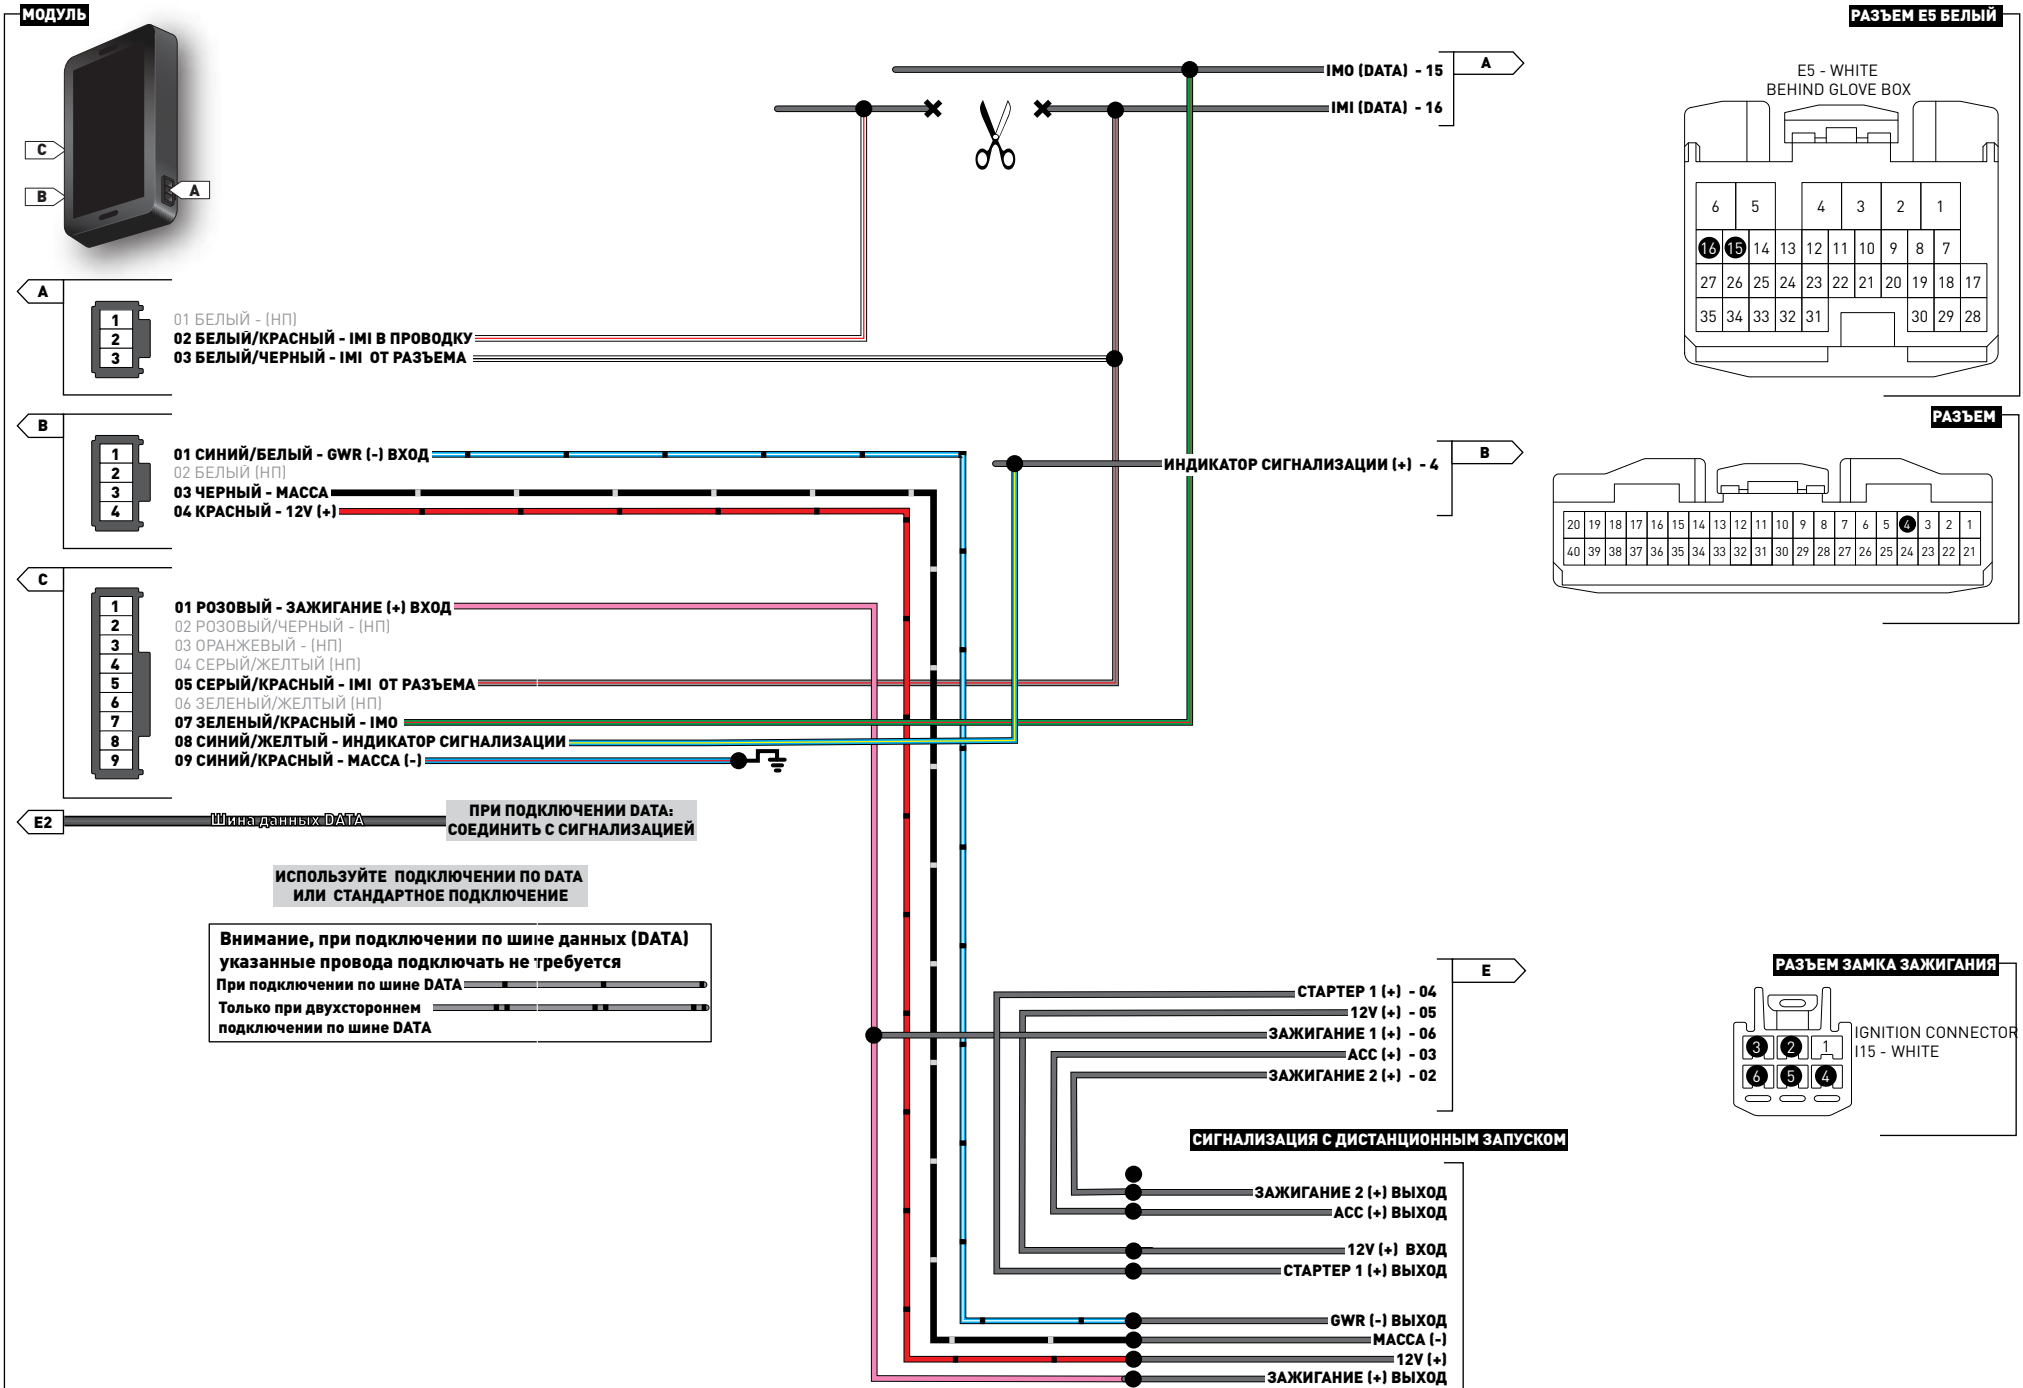 МОДУЛЬ
C
B
A
A
1
2
3
01 БЕЛЫЙ - (НП)
02 БЕЛЫЙ/КРАСНЫЙ - IMI В ПРОВОДКУ
03 БЕЛЫЙ/ЧЕРНЫЙ - IMI ОТ РАЗЪЕМА
B
1
2
3
4
01 СИНИЙ/БЕЛЫЙ - GWR (-) ВХОД
02 БЕЛЫЙ (НП)
03 ЧЕРНЫЙ - МАССА
04 КРАСНЫЙ - 12V (+)
C
1
2
3
4
5
6
7
8
9
01 РОЗОВЫЙ - ЗАЖИГАНИЕ (+) ВХОД
02 РОЗОВЫЙ/ЧЕРНЫЙ - (НП)
03 ОРАНЖЕВЫЙ - (НП)
04 СЕРЫЙ/ЖЕЛТЫЙ (НП)
05 СЕРЫЙ/КРАСНЫЙ - IMI ОТ РАЗЪЕМА
06 ЗЕЛЕНЫЙ/ЖЕЛТЫЙ (НП)
07 ЗЕЛЕНЫЙ/КРАСНЫЙ - IMO
08 СИНИЙ/ЖЕЛТЫЙ - ИНДИКАТОР СИГНАЛИЗАЦИИ
09 СИНИЙ/КРАСНЫЙ - МАССА (-)
E2
Шина данных DATA
ПРИ ПОДКЛЮЧЕНИИ DATA:
СОЕДИНИТЬ С СИГНАЛИЗАЦИЕЙ
ИСПОЛЬЗУЙТЕ ПОДКЛЮЧЕНИИ ПО DATA
ИЛИ СТАНДАРТНОЕ ПОДКЛЮЧЕНИЕ
Внимание, при подключении по шине данных (DATA)
указанные провода подключать не требуется
При подключении по шине DATA
Только при двухстороннем
подключении по шине DATA
IMO (DATA) - 15
IMI (DATA) - 16
A
ИНДИКАТОР СИГНАЛИЗАЦИИ (+) - 4
B
E
СТАРТЕР 1 (+) - 04
12V (+) - 05
ЗАЖИГАНИЕ 1 (+) - 06
ACC (+) - 03
ЗАЖИГАНИЕ 2 (+) - 02
СИГНАЛИЗАЦИЯ С ДИСТАНЦИОННЫМ ЗАПУСКОМ
ЗАЖИГАНИЕ 2 (+) ВЫХОД
ACC (+) ВЫХОД
12V (+) ВХОД
СТАРТЕР 1 (+) ВЫХОД
GWR (-) ВЫХОД
МАССА (-)
12V (+)
ЗАЖИГАНИЕ (+) ВЫХОД
РАЗЪЕМ E5 БЕЛЫЙ
E5 - WHITE
BEHIND GLOVE BOX
6 5 4 3 2 1
16 15 14 13 12 11 10 9 8 7
27 26 25 24 23 22 21 20 19 18 17
35 34 33 32 31 30 29 28
РАЗЪЕМ
20 19 18 17 16 15 14 13 12 11 10 9 8 7 6 5 4 3 2 1
40 39 38 37 36 35 34 33 32 31 30 29 28 27 26 25 24 23 22 21
РАЗЪЕМ ЗАМКА ЗАЖИГАНИЯ
IGNITION CONNECTOR
I15 - WHITE
3 2 1
6 5 4